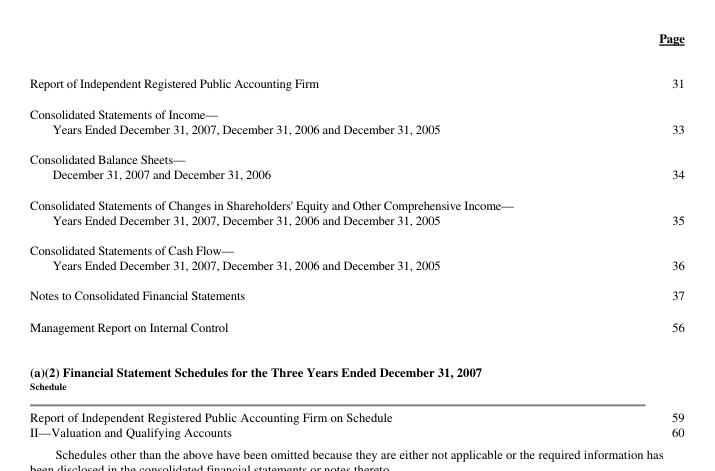 Page
Report of Independent Registered Public Accounting Firm 31
Consolidated Statements of Income—
Years Ended December 31, 2007, December 31, 2006 and December 31, 2005 33
Consolidated Balance Sheets—
December 31, 2007 and December 31, 2006 34
Consolidated Statements of Changes in Shareholders' Equity and Other Comprehensive Income—
Years Ended December 31, 2007, December 31, 2006 and December 31, 2005 35
Consolidated Statements of Cash Flow—
Years Ended December 31, 2007, December 31, 2006 and December 31, 2005 36
Notes to Consolidated Financial Statements 37
Management Report on Internal Control 56
(a)(2) Financial Statement Schedules for the Three Years Ended December 31, 2007
Schedule
Report of Independent Registered Public Accounting Firm on Schedule 59
II—Valuation and Qualifying Accounts 60
Schedules other than the above have been omitted because they are either not applicable or the required information has
been disclosed in the consolidated financial statements or notes thereto.